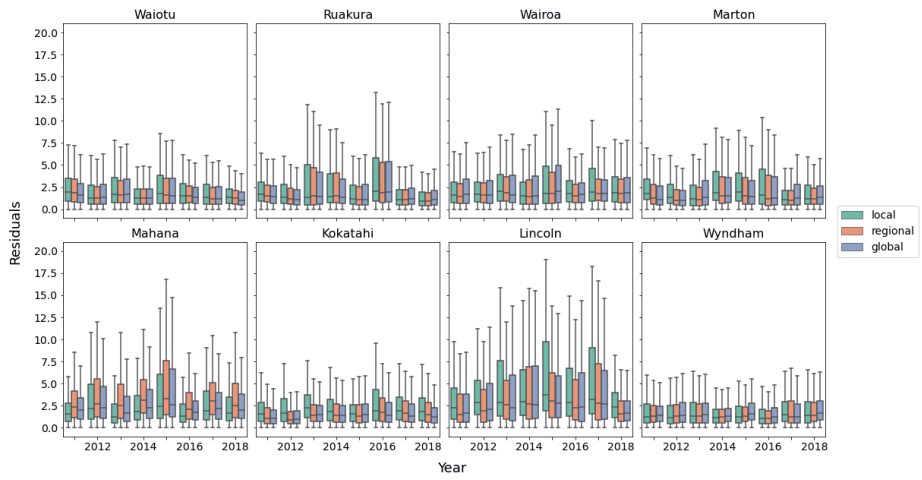 Waiotu
Ruakura
Wairoa
Marton
20.0
17.5
15.0
12.5
10.0
7.5
5.0
2.5
0.0
Mahana
Kokatahi
Lincoln
Wyndham
20.0
17.5
15.0
12.5
10.0
7.5
5.0
2.5
0.0
Residuals
2012 2014 2016 2018
2012 2014 2016 2018
2012 2014 2016 2018
2012 2014 2016 2018
Year
local
regional
global